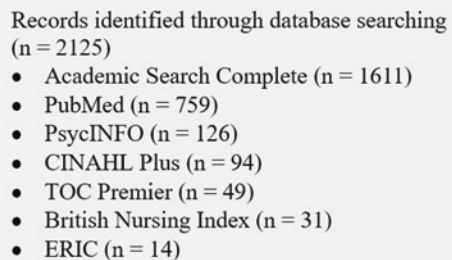 Records identified through database searching
(n = 2125)
• Academic Search Complete (n = 1611)
• PubMed (n = 759)
• PsycINFO (n = 126)
• CINAHL Plus (n = 94)
• TOC Premier (n = 49)
• British Nursing Index (n = 31)
• ERIC (n = 14)